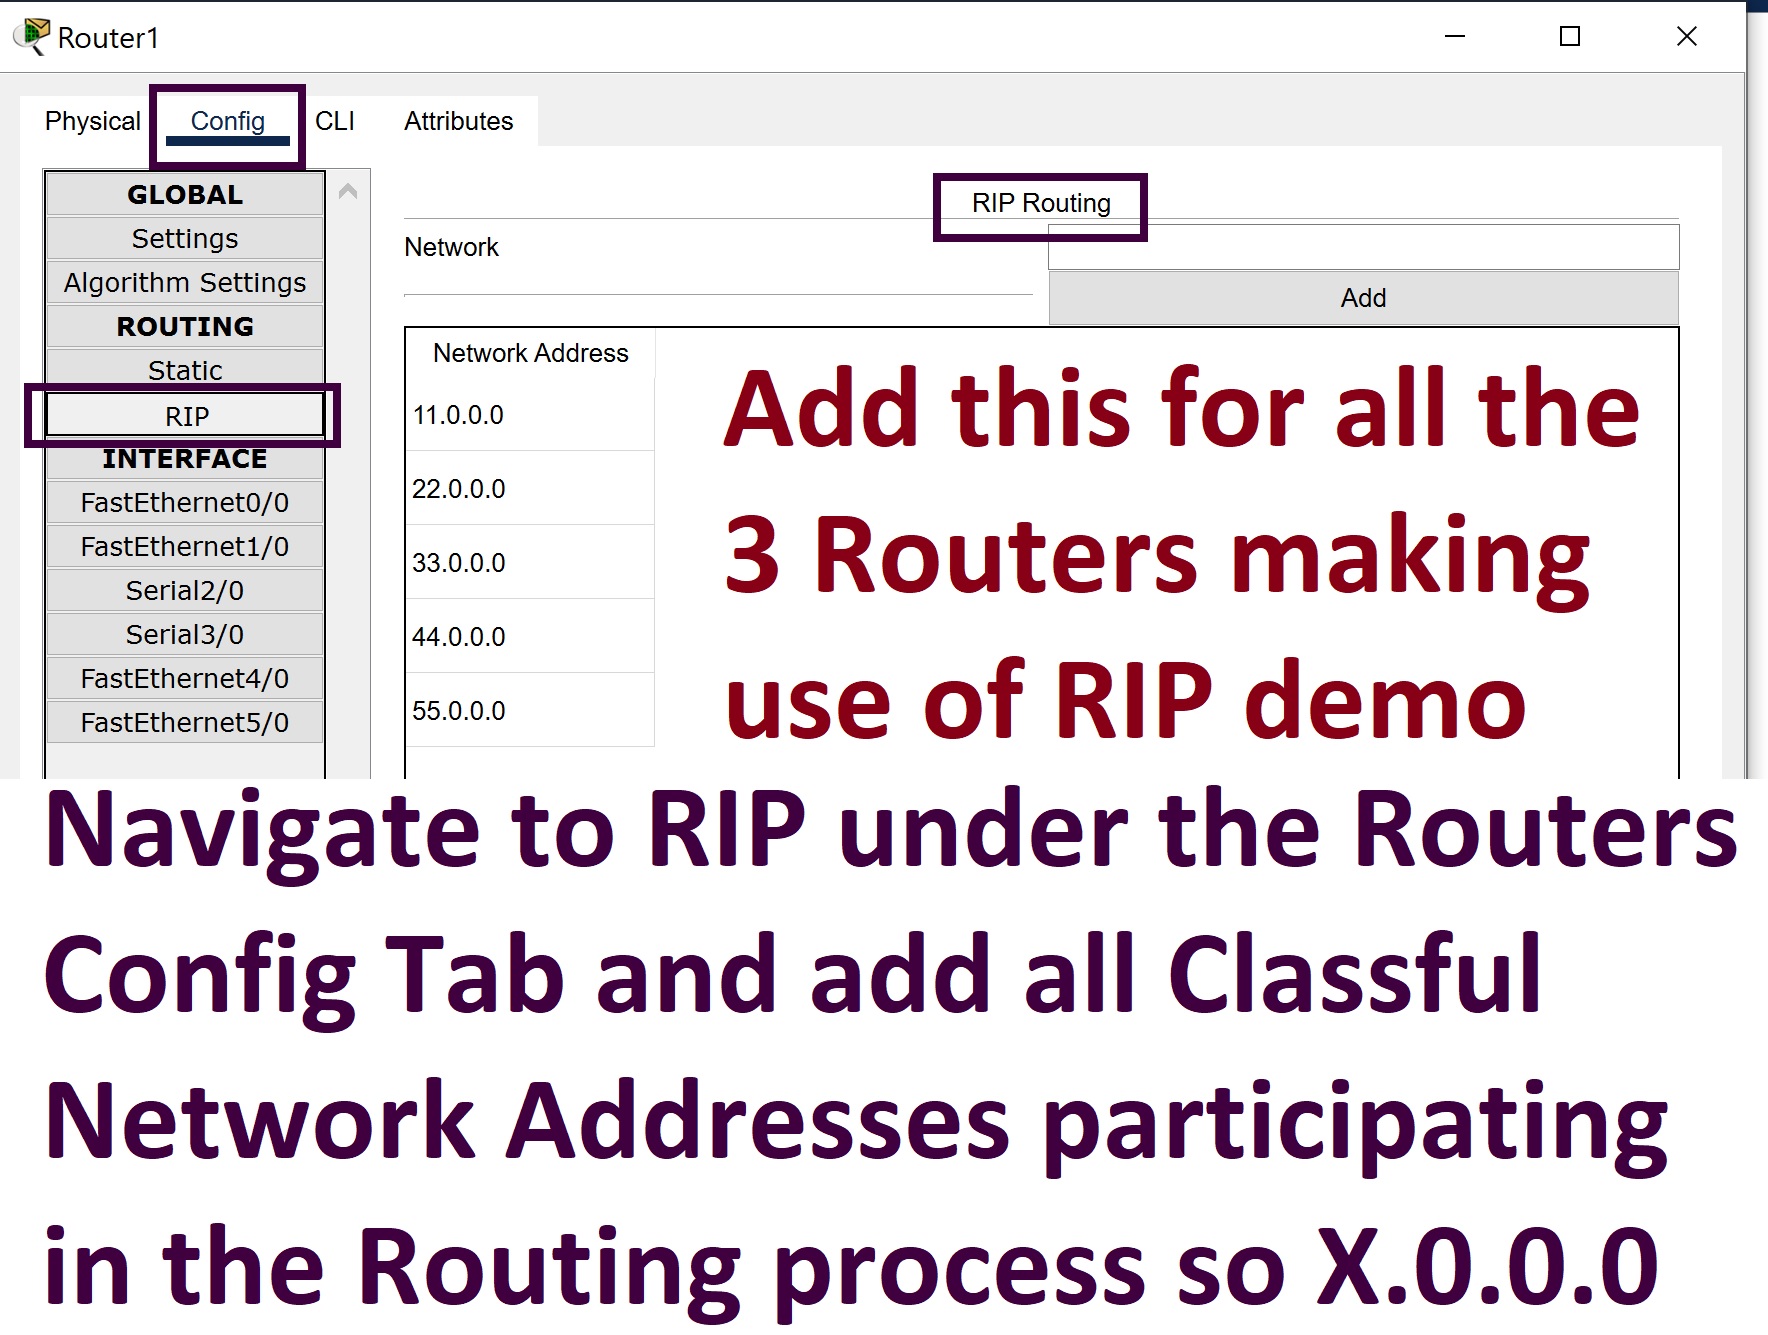 Router1
Physical Config CLI Attributes
GLOBAL
Settings
Algorithm Settings
ROUTING
Static
RIP
INTERFACE
FastEthernet0/0
FastEthernet1/0
Serial2/0
Serial3/0
FastEthernet4/0
FastEthernet5/0
RIP Routing
Network
Add
Network Address
11.0.0.0
22.0.0.0
33.0.0.0
44.0.0.0
55.0.0.0
Add this for all the
3 Routers making
use of RIP demo
Navigate to RIP under the Routers
Config Tab and add all Classful
Network Addresses participating
in the Routing process so X.0.0.0